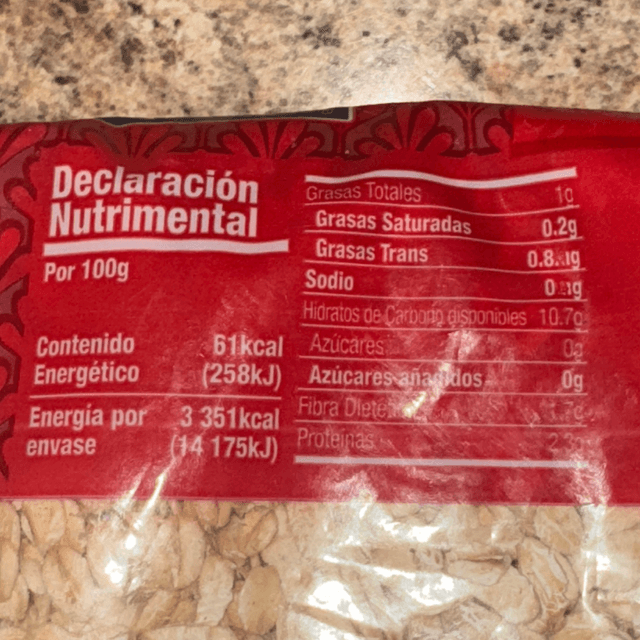 Declaración
Nutrimental
Por 100g
Contenido
Energético
61kcal
(258kJ)
Energía por
envase
3 351kcal
(14 175kJ)
Grasas Totales 1g
Grasas Saturadas 0.2g
Grasas Trans
Sodio
Hidratos de Carbono disponibles 10.7g
Azúcares 0g
Azúcares añadidos 0g
Fibra
Proteínas